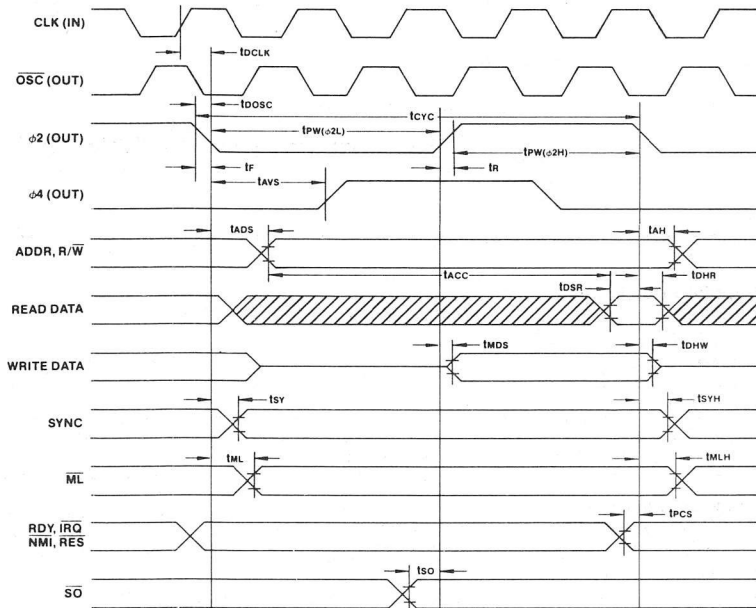 CLK (IN)
tDCLK
OSC (OUT)
tDOSC
tCYC
φ2 (OUT)
tPW(φ2L)
tPW(φ2H)
tF
tR
tAVS
φ4 (OUT)
tADS
tAH
ADDR, R/W
tACC
tDSR
tDHR
READ DATA
tMDS
tDHW
WRITE DATA
tSY
tSYH
SYNC
tML
tMLH
ML
tPCS
RDY, IRQ
NMI, RES
tSO
SO